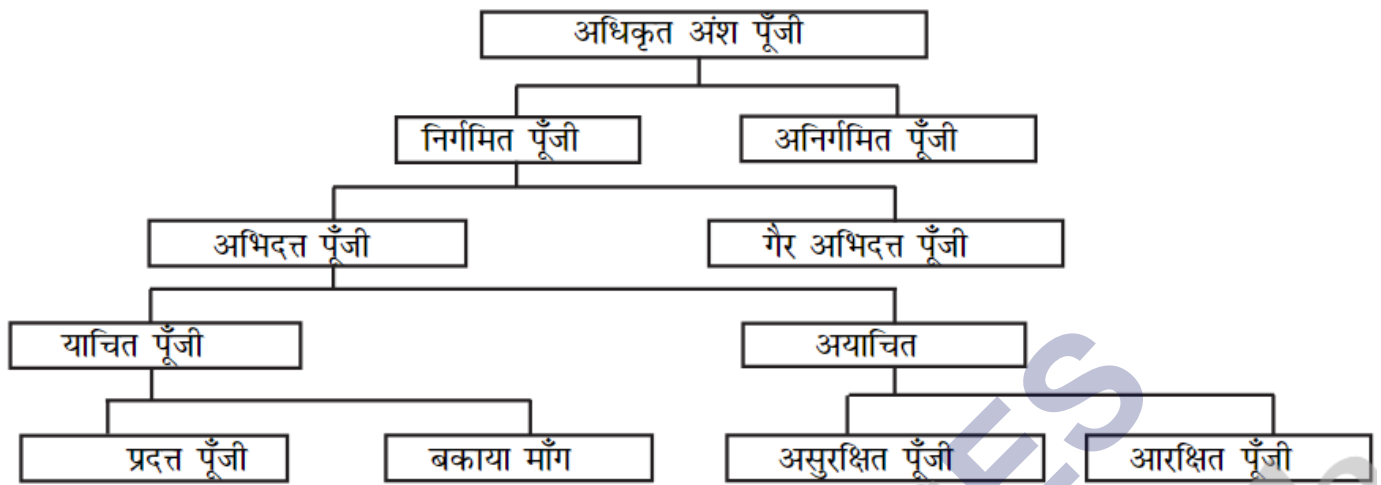 अधिकृत अंश पूँजी
निर्गमित पूँजी
अनिर्गमित पूँजी
अभिदत्त पूँजी
गैर अभिदत्त पूँजी
याचित पूँजी
अयाचित
प्रदत्त पूँजी
बकाया माँग
असुरक्षित पूँजी
आरक्षित पूँजी